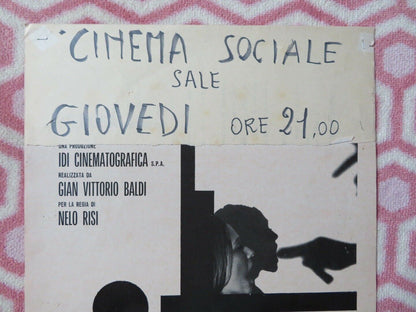 CINEMA SOCIALE
SALE
GIOVEDI ORE 21,00
UNA PRODUZIONE
IDI CINEMATOGRAFICA S.P.A.
REALIZZATA DA
GIAN VITTORIO BALDI
PER LA REGIA DI
NELO RISI